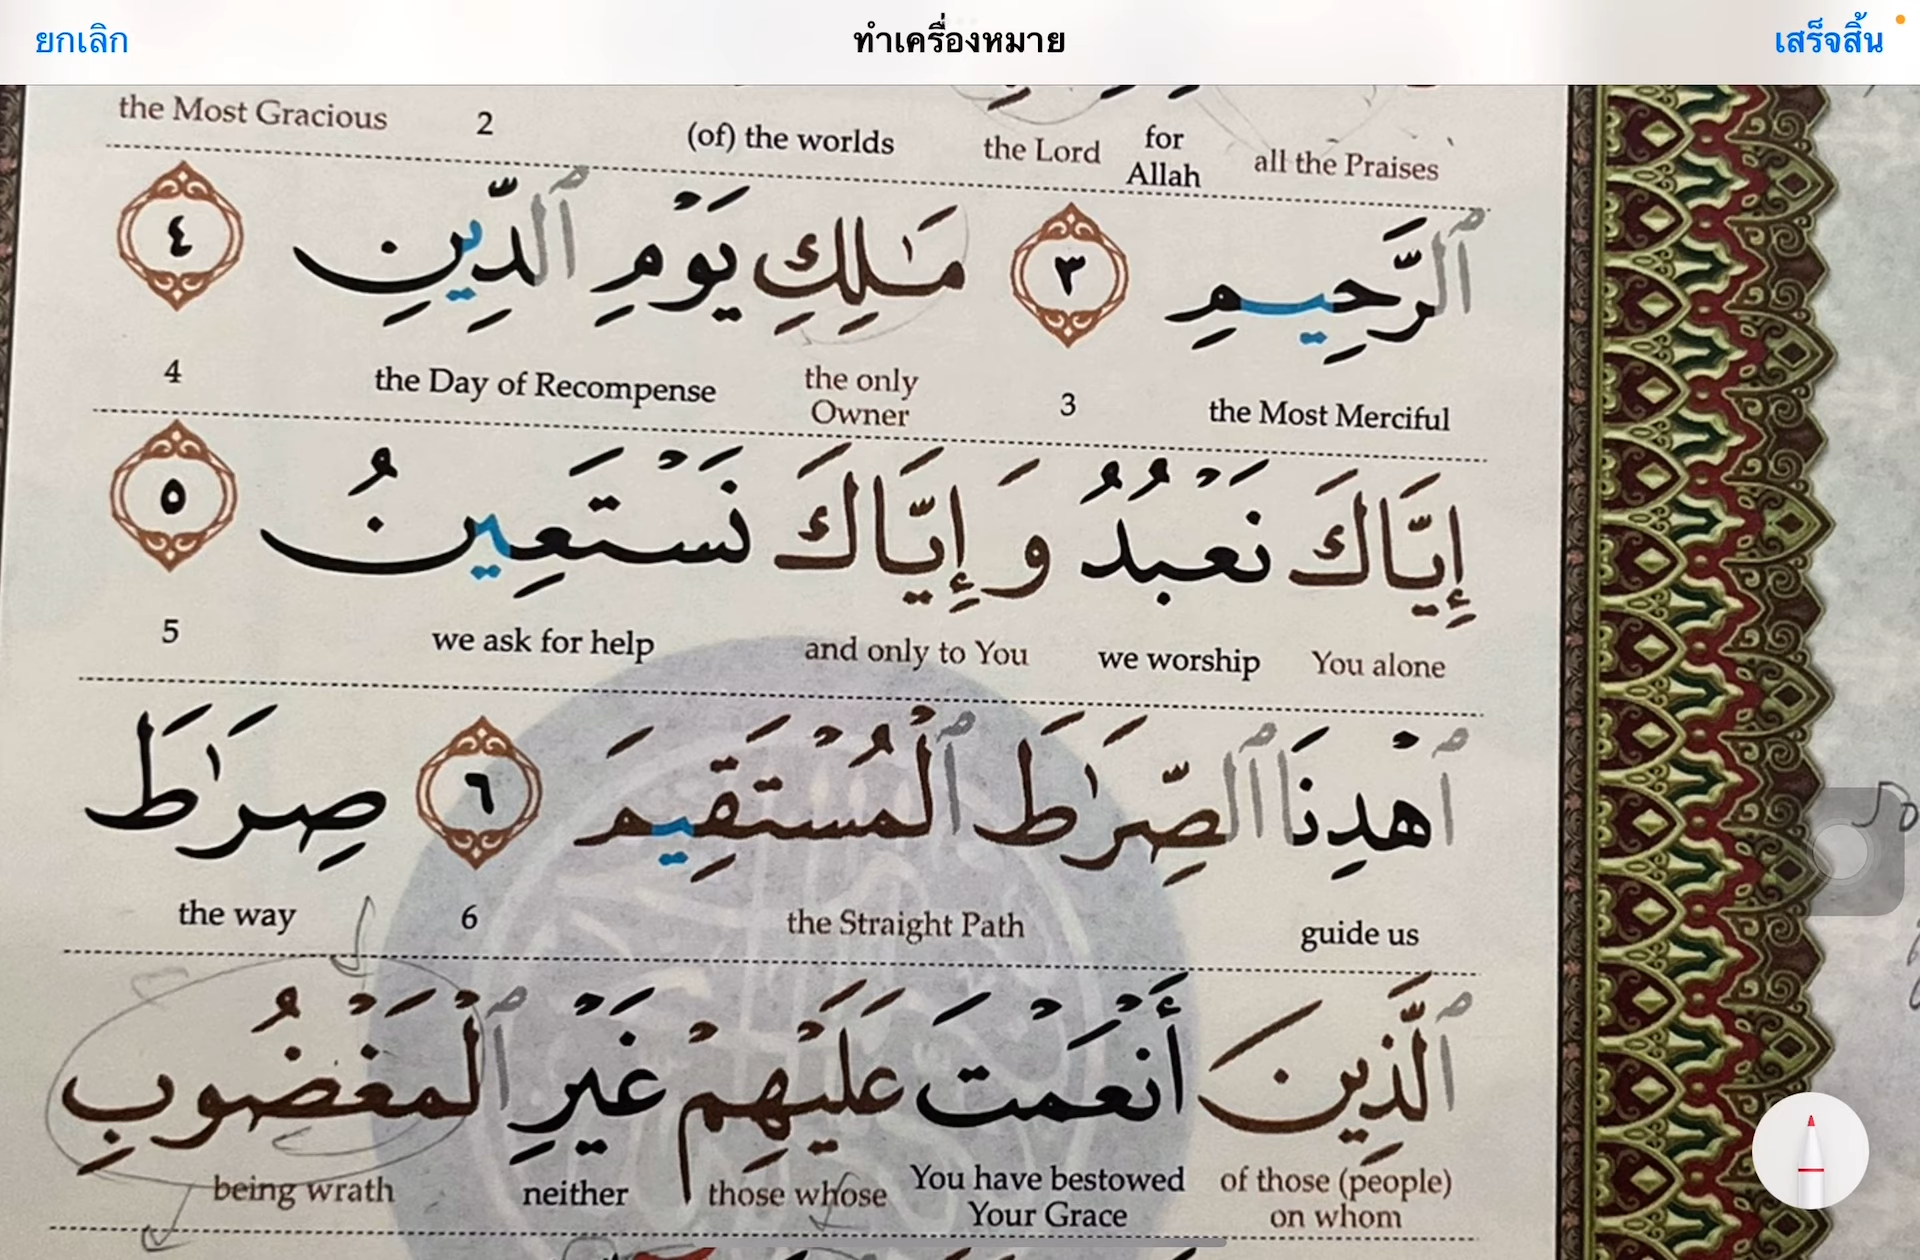 ยกเลิก ทำเครื่องหมาย เสร็จสิ้น
the Most Gracious 2 (of) the worlds the Lord for Allah all the Praises
ٱلرَّحِيمِ ٣ مَـٰلِكِ يَوْمِ ٱلدِّينِ ٤
the Most Merciful 3 the only Owner the Day of Recompense 4
إِيَّاكَ نَعْبُدُ وَ إِيَّاكَ نَسْتَعِينُ ٥
You alone we worship and only to You we ask for help 5
ٱهْدِنَا ٱلصِّرَٰطَ ٱلْمُسْتَقِيمَ ٦ صِرَٰطَ
guide us the Straight Path 6 the way
ٱلَّذِينَ أَنْعَمْتَ عَلَيْهِمْ غَيْرِ ٱلْمَغْضُوبِ
of those (people) on whom You have bestowed Your Grace those whose neither being wrath